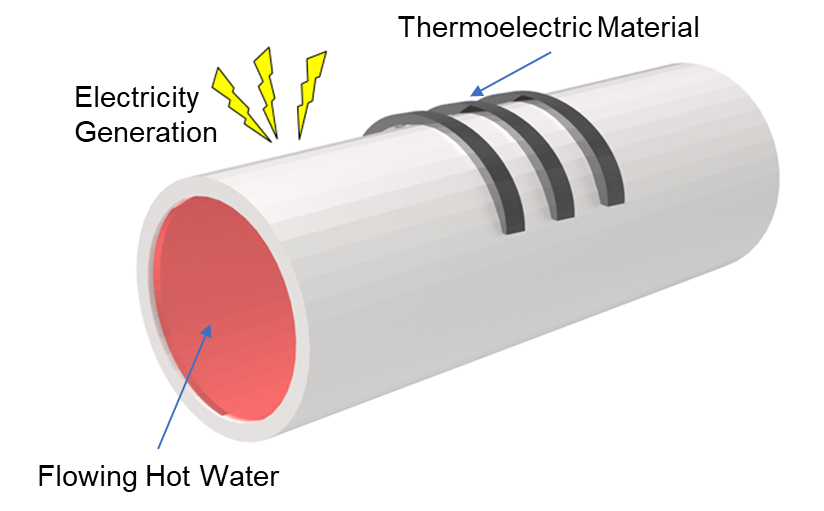 Thermoelectric Material
Electricity
Generation
Flowing Hot Water